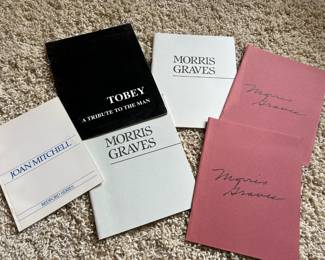 TOBEY
A TRIBUTE TO THE MAN
MORRIS
GRAVES
Morris
Graves
JOAN MITCHELL
MORRIS
GRAVES
Morris
Graves